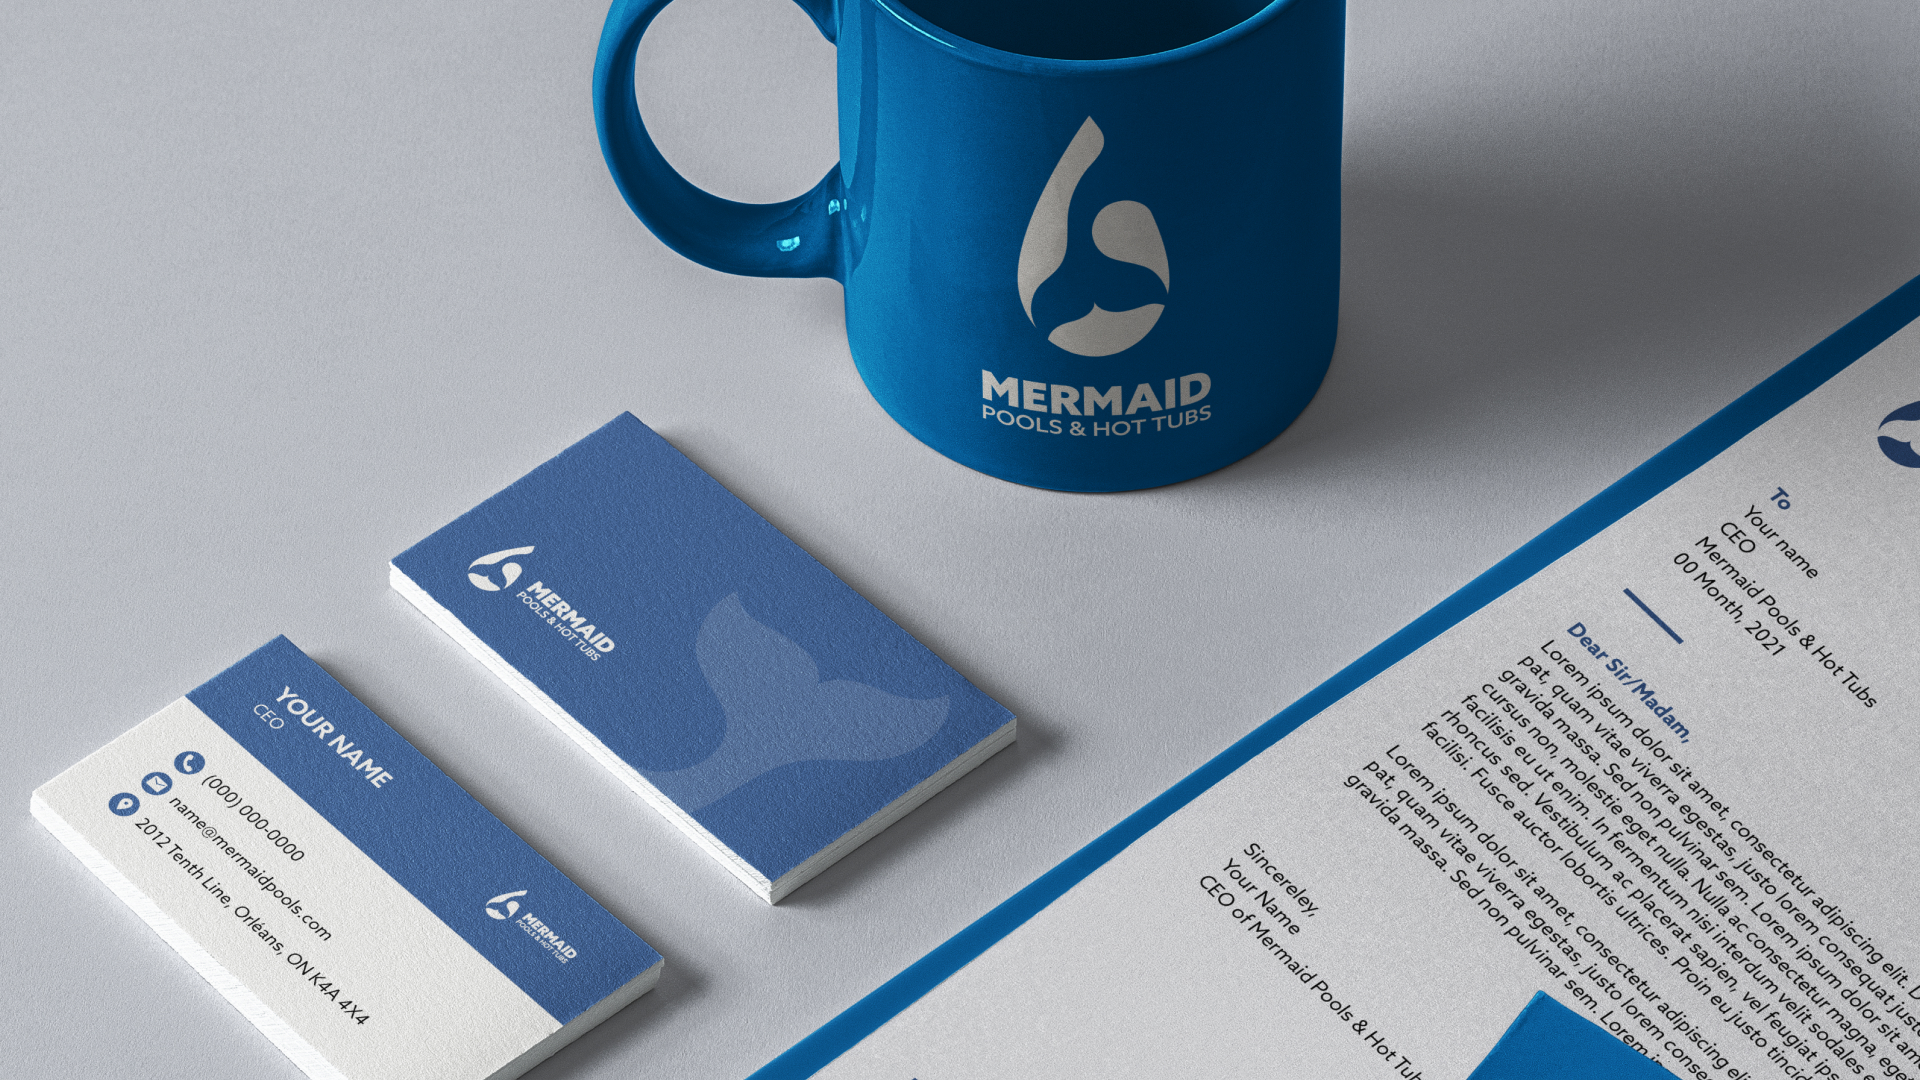 MERMAID
POOLS & HOT TUBS
MERMAID
POOLS & HOT TUBS
YOUR NAME
CEO
(000) 000-0000
name@mermaidpools.com
2012 Tenth Line, Orléans, ON K4A 4X4
MERMAID
POOLS & HOT TUBS
To
Your name
CEO
Mermaid Pools & Hot Tubs
00 Month, 2021
Dear Sir/Madam,
Lorem ipsum dolor sit amet, consectetur adipiscing elit.
pat, quam vitae viverra egestas, justo lorem consequat
gravida massa. Sed non pulvinar sem. Lorem ipsum dolor sit
cursus non, molestie eget nulla. Nulla ac consectetur magna,
facilisis eu ut enim. In fermentum nisi interdum velit sodales
rhoncus sed. Vestibulum ac placerat sapien, vel feugiat
facilisi. Fusce auctor lobortis ultrices. Proin eu justo
Lorem ipsum dolor sit amet, consectetur adipiscing
pat, quam vitae viverra egestas, justo lorem
gravida massa. Sed non pulvinar sem. Lorem
Sincereley,
Your Name
CEO of Mermaid Pools & Hot